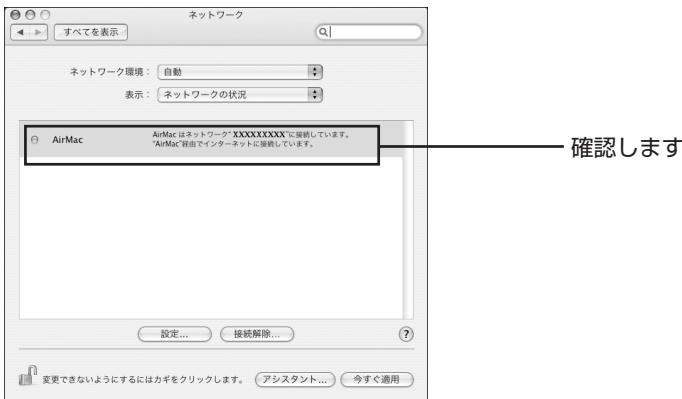 ネットワーク
すべてを表示
ネットワーク環境： 自動
表示： ネットワークの状況
AirMac
AirMac はネットワーク“XXXXXXXXX”に接続しています。
“AirMac”経由でインターネットに接続しています。
確認します
設定...
接続解除...
?
変更できないようにするにはカギをクリックします。
アシスタント...
今すぐ適用